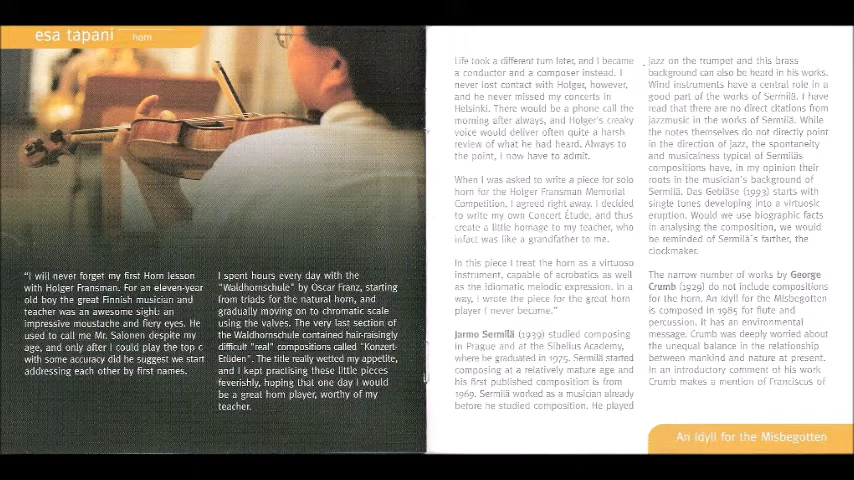 esa tapani horn
"I will never forget my first Horn lesson
with Holger Fransman. For an eleven-year
old boy the great Finnish musician and
teacher was an awesome sight: an
impressive moustache and fiery eyes. He
used to call me Mr. Salonen despite my
age, and only after I could play the top c
with some accuracy did he suggest we start
addressing each other by first names.
I spent hours every day with the
"Waldhornschule" by Oscar Franz, starting
from triads for the natural horn, and
gradually moving on to chromatic scale
using the valves. The very last section of
the Waldhornschule contained hair-raisingly
difficult "real" compositions called "Konzert-
Etüden". The title really wetted my appetite,
and I kept practising these little pieces
feverishly, hoping that one day I would
be a great horn player, worthy of my
teacher.
Life took a different turn later, and I became
a conductor and a composer instead. I
never lost contact with Holger, however,
and he never missed my concerts in
Helsinki. There would be a phone call the
morning after always, and Holger's creaky
voice would deliver often quite a harsh
review of what he had heard. Always to
the point, I now have to admit.
When I was asked to write a piece for solo
horn for the Holger Fransman Memorial
Competition, I agreed right away. I decided
to write my own Concert Étude, and thus
create a little homage to my teacher, who
infact was like a grandfather to me.
In this piece I treat the horn as a virtuoso
instrument, capable of acrobatics as well
as the idiomatic melodic expression. In a
way, I wrote the piece for the great horn
player I never became."
Jarmo Sermilä (1939) studied composing
in Prague and at the Sibelius Academy,
where he graduated in 1975. Sermilä started
composing at a relatively mature age and
his first published composition is from
1969. Sermilä worked as a musician already
before he studied composition. He played
jazz on the trumpet and this brass
background can also be heard in his works.
Wind instruments have a central role in a
good part of the works of Sermilä. I have
read that there are no direct citations from
jazzmusic in the works of Sermilä. While
the notes themselves do not directly point
in the direction of jazz, the spontaneity
and musicalness typical of Sermiläs
compositions have, in my opinion their
roots in the musician's background of
Sermilä. Das Gebläse (1993) starts with
single tones developing into a virtuosic
eruption. Would we use biographic facts
in analysing the composition, we would
be reminded of Sermilä´s farther, the
clockmaker.
The narrow number of works by George
Crumb (1929) do not include compositions
for the horn. An Idyll for the Misbegotten
is composed in 1985 for flute and
percussion. It has an environmental
message. Crumb was deeply worried about
the unequal balance in the relationship
between mankind and nature at present.
In an introductory comment of his work
Crumb makes a mention of Franciscus of
An Idyll for the Misbegotten